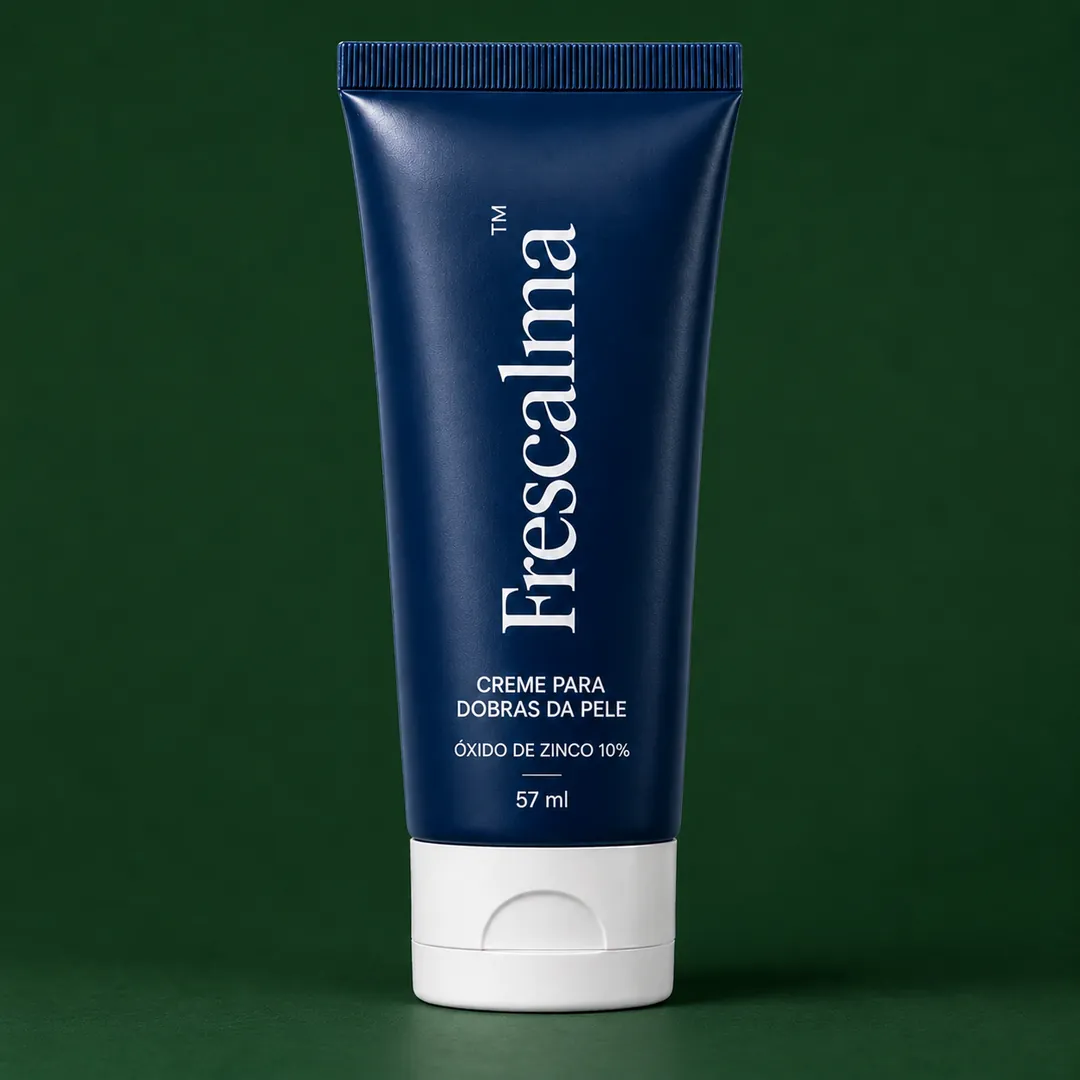 Frescalma™
CREME PARA
DOBRAS DA PELE
ÓXIDO DE ZINCO 10%
57 ml